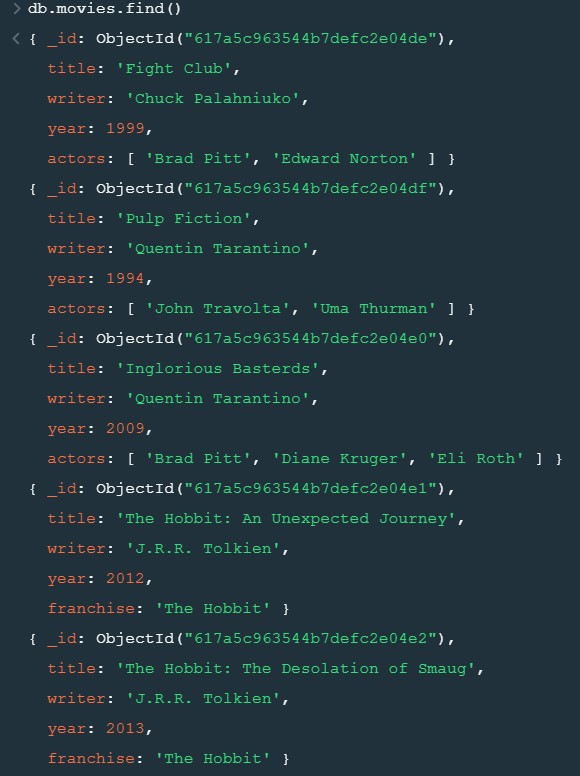 > db.movies.find()
< { _id: ObjectId("617a5c963544b7defc2e04de"),
title: 'Fight Club',
writer: 'Chuck Palahniuko',
year: 1999,
actors: [ 'Brad Pitt', 'Edward Norton' ] }
{ _id: ObjectId("617a5c963544b7defc2e04df"),
title: 'Pulp Fiction',
writer: 'Quentin Tarantino',
year: 1994,
actors: [ 'John Travolta', 'Uma Thurman' ] }
{ _id: ObjectId("617a5c963544b7defc2e04e0"),
title: 'Inglorious Basterds',
writer: 'Quentin Tarantino',
year: 2009,
actors: [ 'Brad Pitt', 'Diane Kruger', 'Eli Roth' ] }
{ _id: ObjectId("617a5c963544b7defc2e04e1"),
title: 'The Hobbit: An Unexpected Journey',
writer: 'J.R.R. Tolkien',
year: 2012,
franchise: 'The Hobbit' }
{ _id: ObjectId("617a5c963544b7defc2e04e2"),
title: 'The Hobbit: The Desolation of Smaug',
writer: 'J.R.R. Tolkien',
year: 2013,
franchise: 'The Hobbit' }